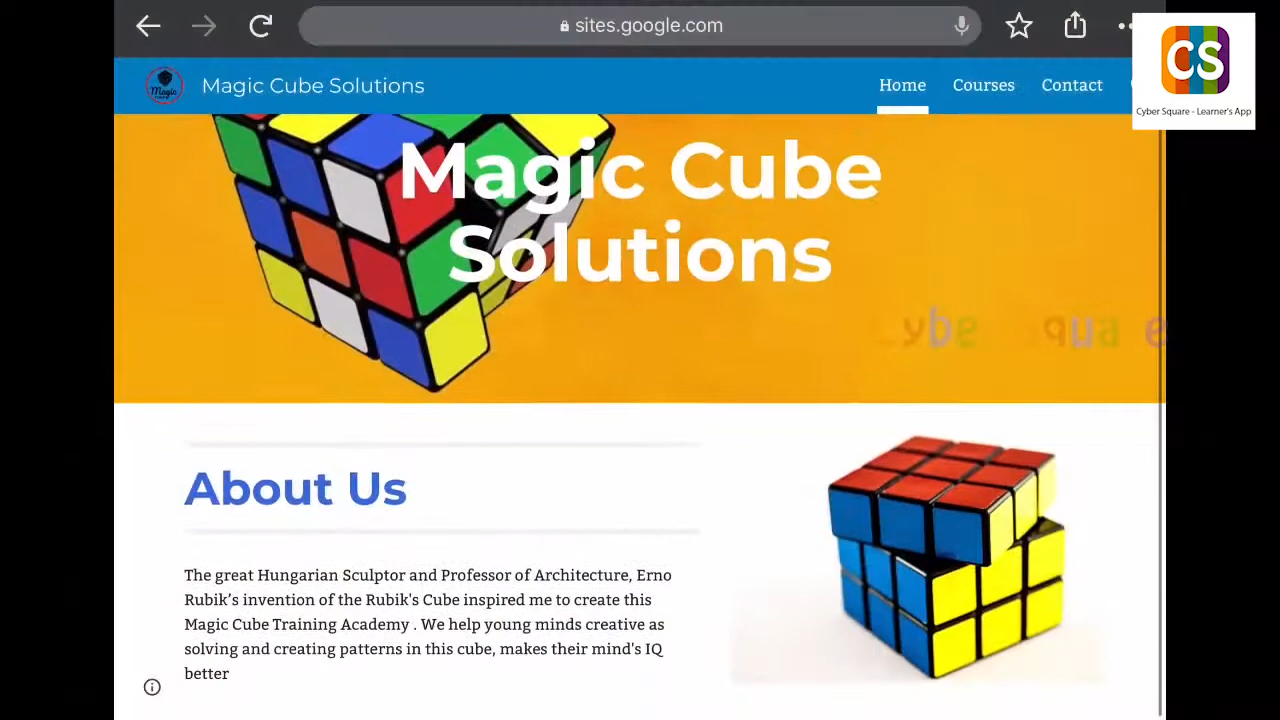 sites.google.com
Magic Cube Solutions
Home
Courses
Contact
CS
Cyber Square - Learner's App
Magic
Magic Cube
Solutions
About Us
The great Hungarian Sculptor and Professor of Architecture, Erno
Rubik’s invention of the Rubik's Cube inspired me to create this
Magic Cube Training Academy . We help young minds creative as
solving and creating patterns in this cube, makes their mind's IQ
better